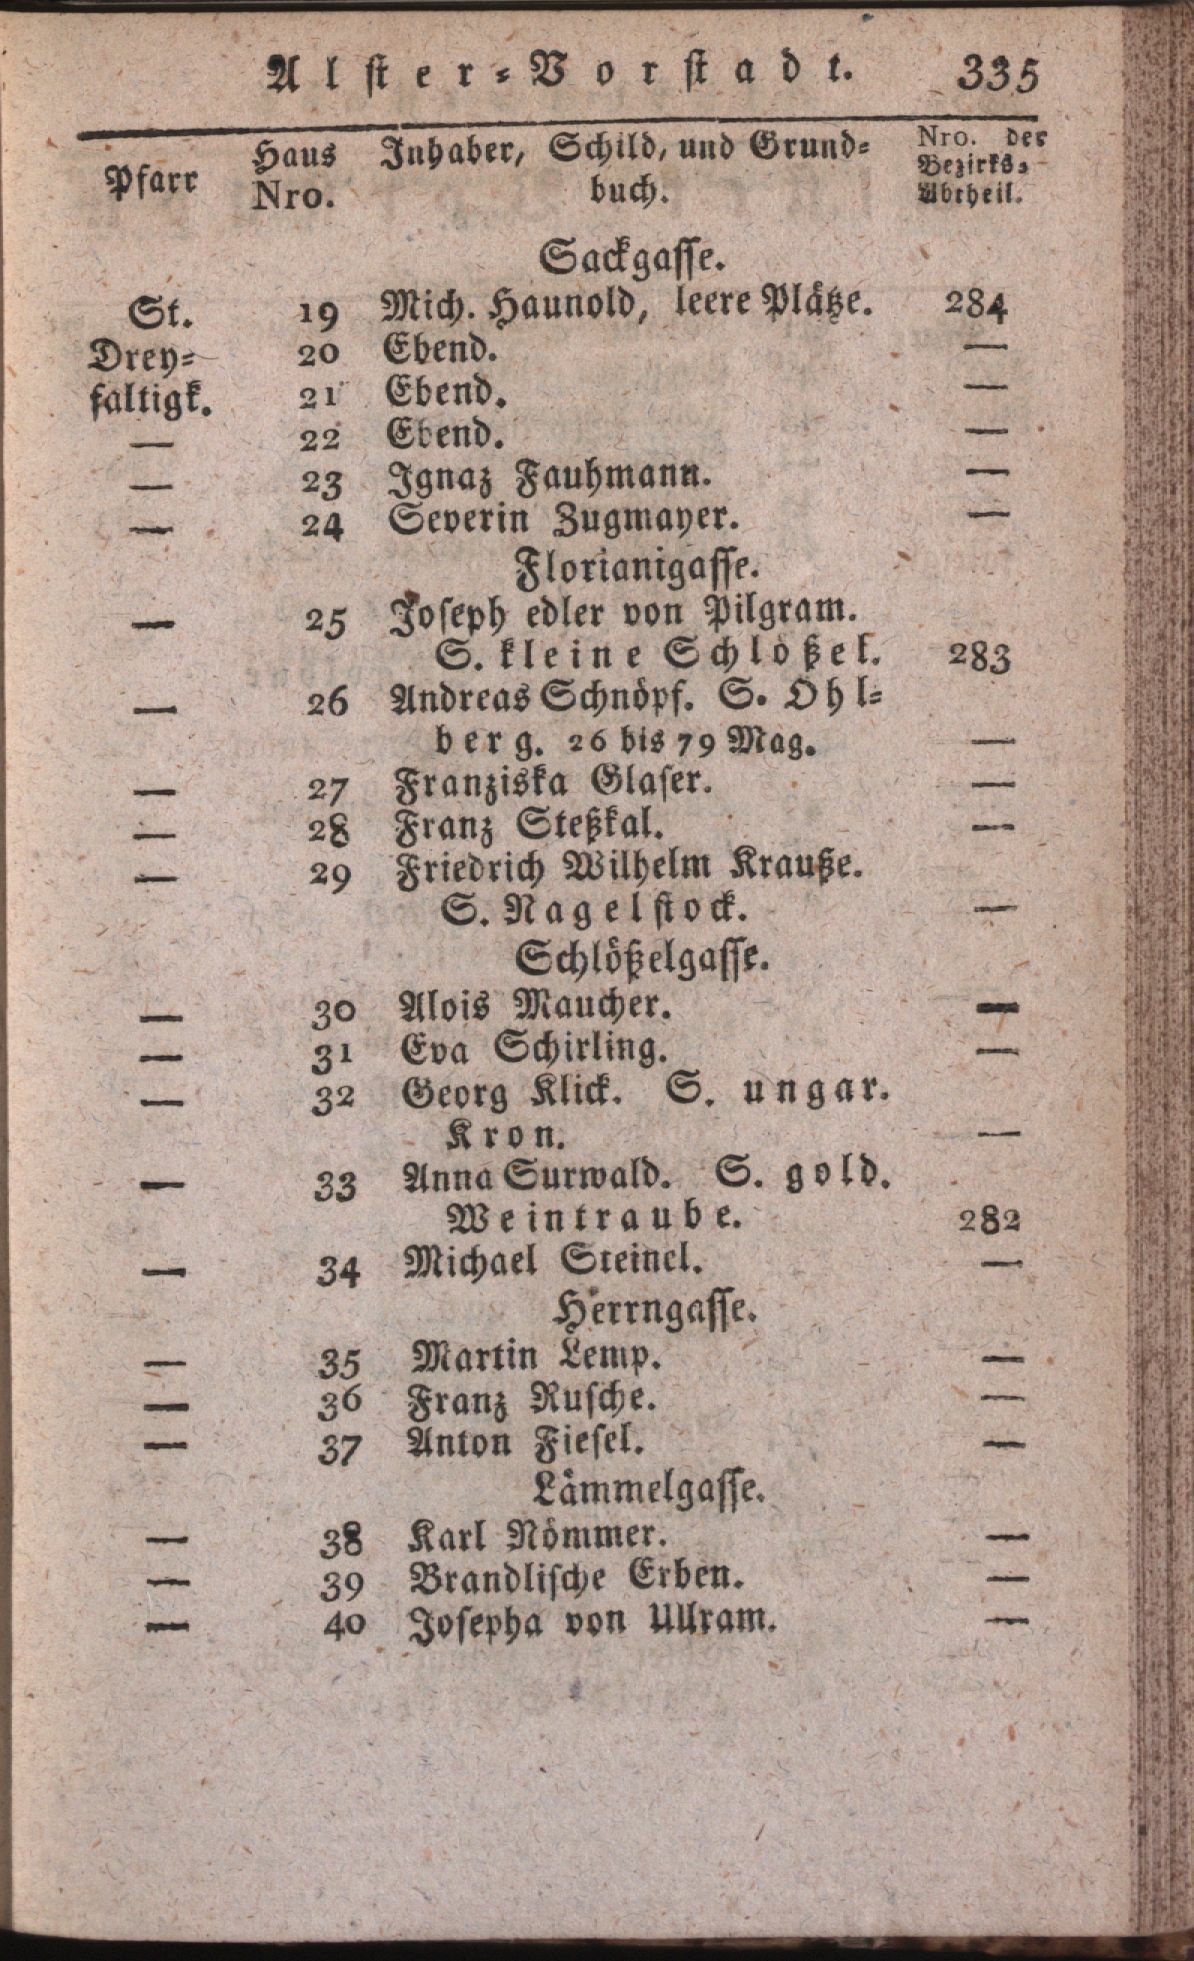 Alster-Vorstadt. 335
Pfarr Haus Nro. Inhaber, Schild, und Grund- Nro. der Bezirks-
buch. Abtheil.
Sackgasse.
St. 19 Mich. Haunold, leere Plätze. 284
Drey- 20 Ebend. —
faltigk. 21 Ebend. —
— 22 Ebend. —
— 23 Ignaz Fauhmann. —
— 24 Severin Zugmayer. —
Florianigasse.
— 25 Joseph edler von Pilgram.
S. kleine Schlößel. 283
— 26 Andreas Schnöpf. S. Öhl-
berg. 26 bis 79 Mag. —
— 27 Franziska Glaser. —
— 28 Franz Steßkal. —
— 29 Friedrich Wilhelm Krauße.
S. Nagelstock. —
Schlößelgasse.
— 30 Alois Maucher. —
— 31 Eva Schirling. —
— 32 Georg Klick. S. ungar.
Kron. —
— 33 Anna Surwald. S. gold.
Weintraube. 282
— 34 Michael Steinel. —
Herrngasse.
— 35 Martin Lemp. —
— 36 Franz Rusche. —
— 37 Anton Fiesel. —
Lämmelgasse.
— 38 Karl Nömmer. —
— 39 Brandlische Erben. —
— 40 Josepha von Ullram. —